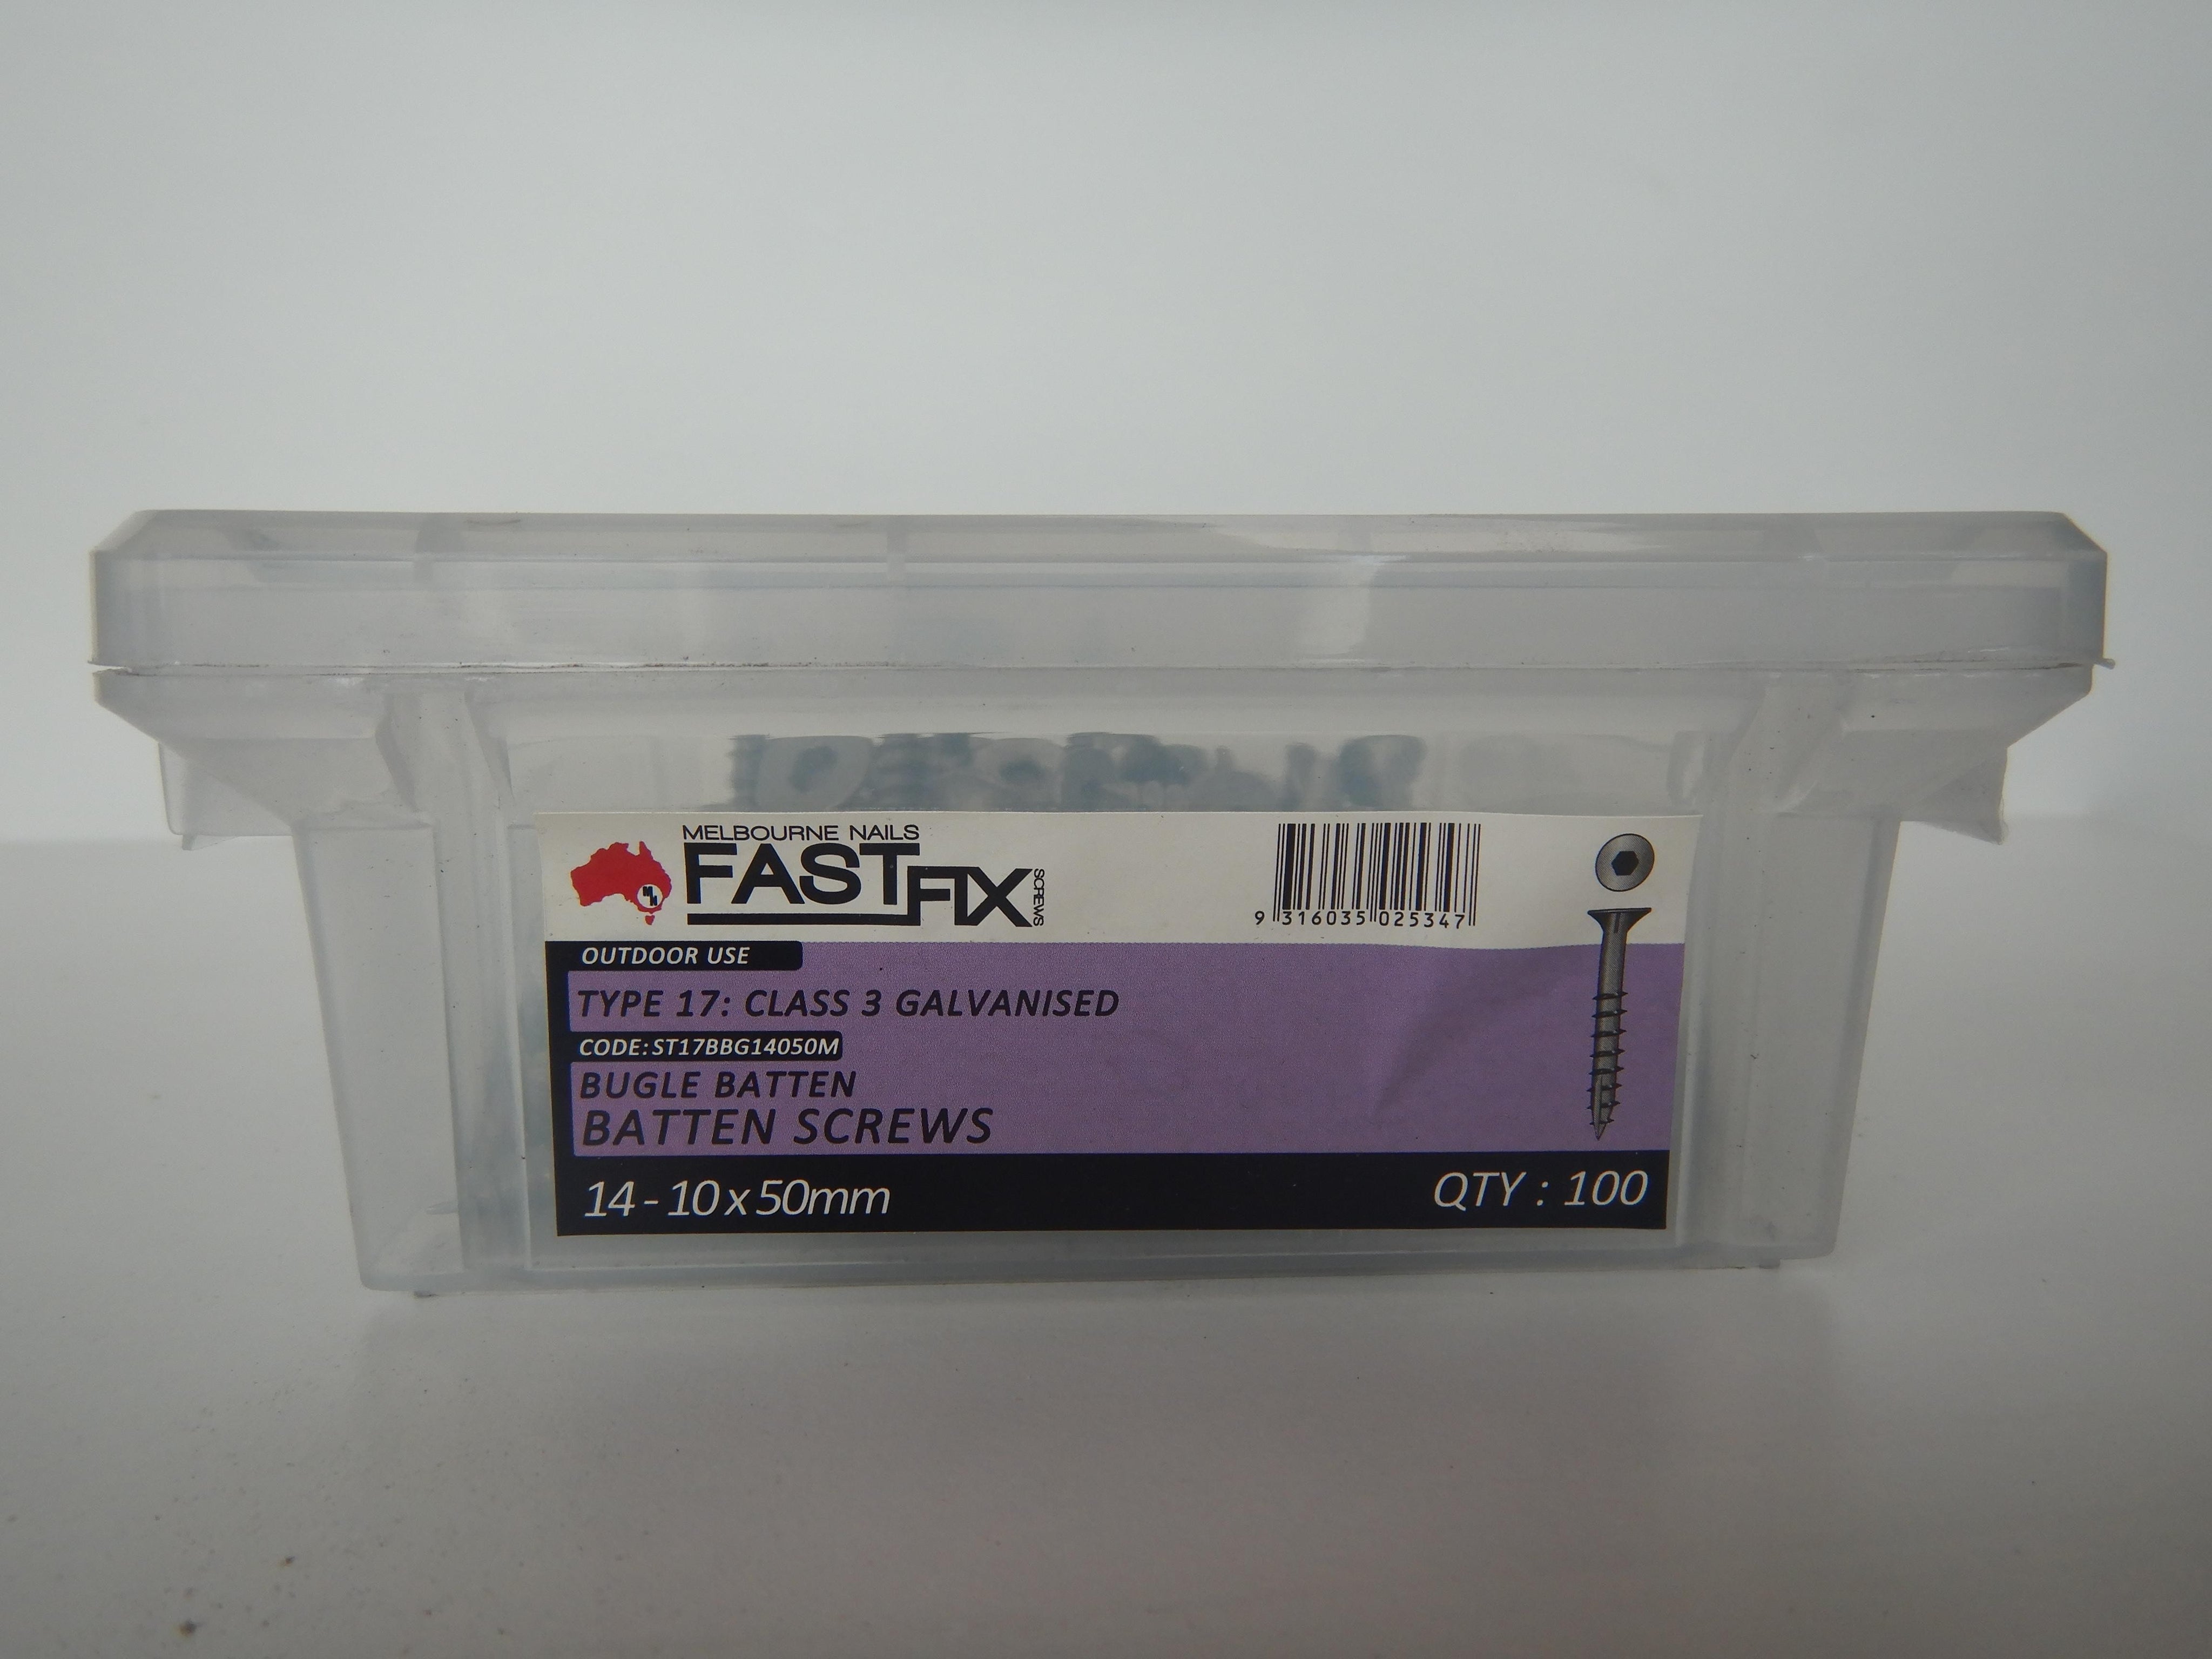 MELBOURNE NAILS
FASTFIX SCREWS
MN
9 316035 025347
OUTDOOR USE
TYPE 17: CLASS 3 GALVANISED
CODE: ST17BBG14050M
BUGLE BATTEN
BATTEN SCREWS
14 - 10 x 50mm
QTY : 100